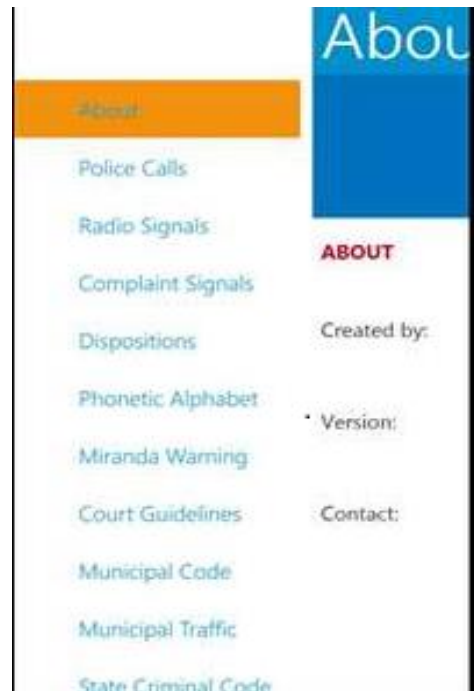 Abou
About
Police Calls
Radio Signals
Complaint Signals
Dispositions
Phonetic Alphabet
Miranda Warning
Court Guidelines
Municipal Code
Municipal Traffic
State Criminal Code
ABOUT
Created by:
Version:
Contact: